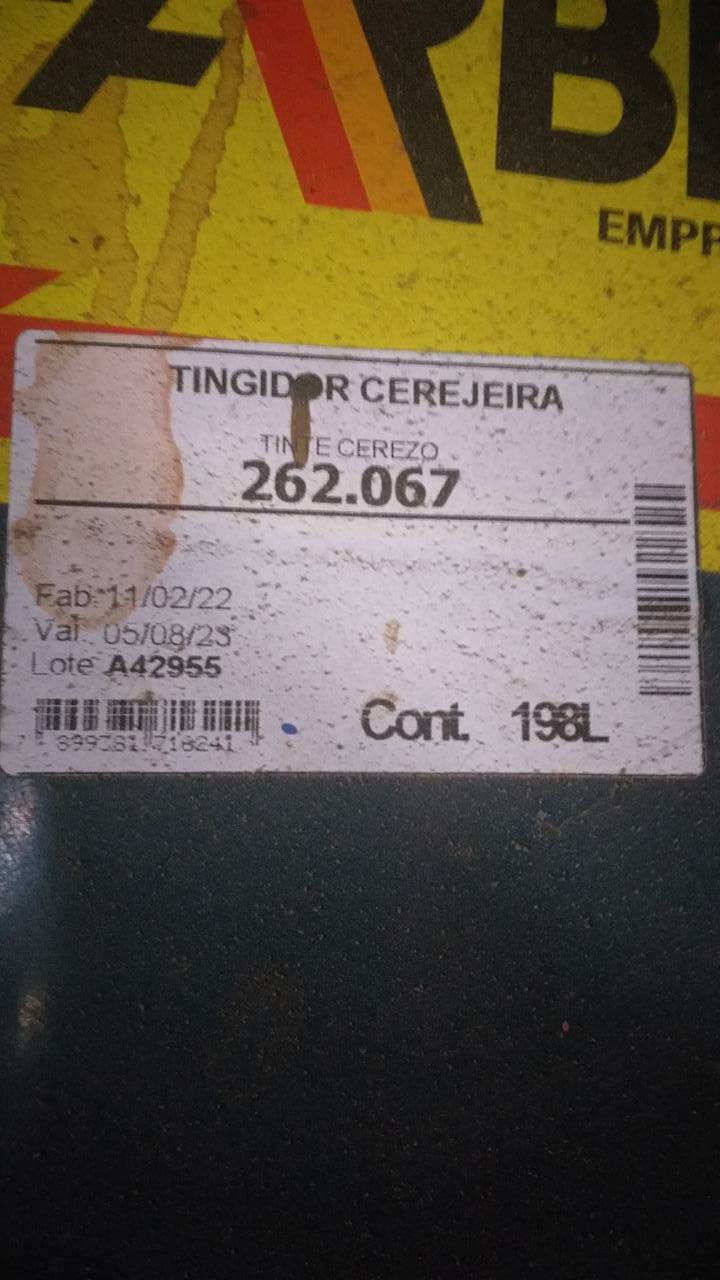 ARB
EMPR
TINGIDOR CEREJEIRA
TINTE CEREZO
262.067
Fab: 11/02/22
Val.: 05/08/23
Lote A42955
Cont. 198L